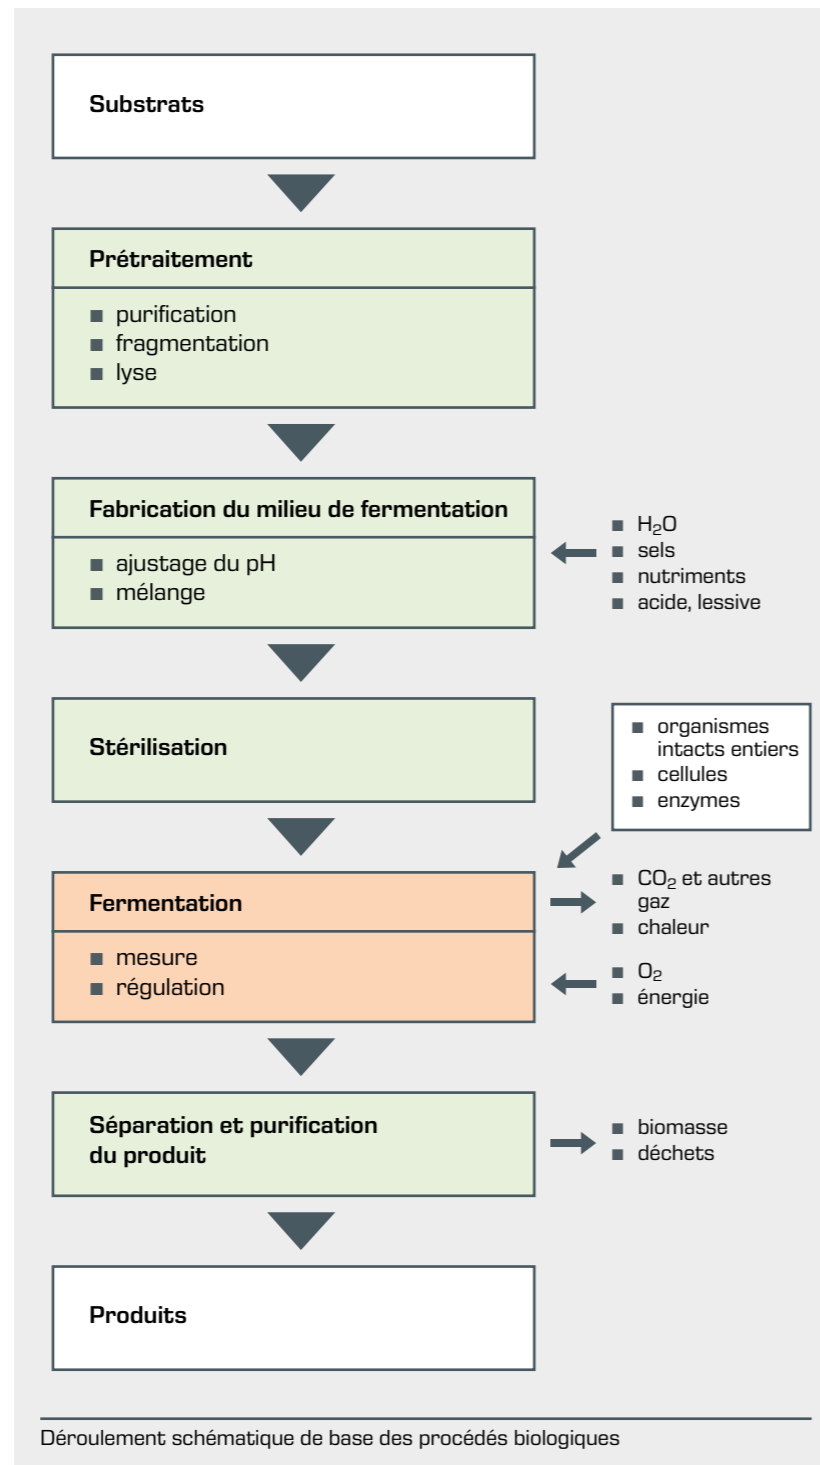 Substrats
Prétraitement
■ purification
■ fragmentation
■ lyse
Fabrication du milieu de fermentation
■ ajustage du pH
■ mélange
■ H₂O
■ sels
■ nutriments
■ acide, lessive
Stérilisation
■ organismes
intacts entiers
■ cellules
■ enzymes
Fermentation
■ mesure
■ régulation
■ CO₂ et autres
gaz
■ chaleur
■ O₂
■ énergie
Séparation et purification
du produit
■ biomasse
■ déchets
Produits
Déroulement schématique de base des procédés biologiques